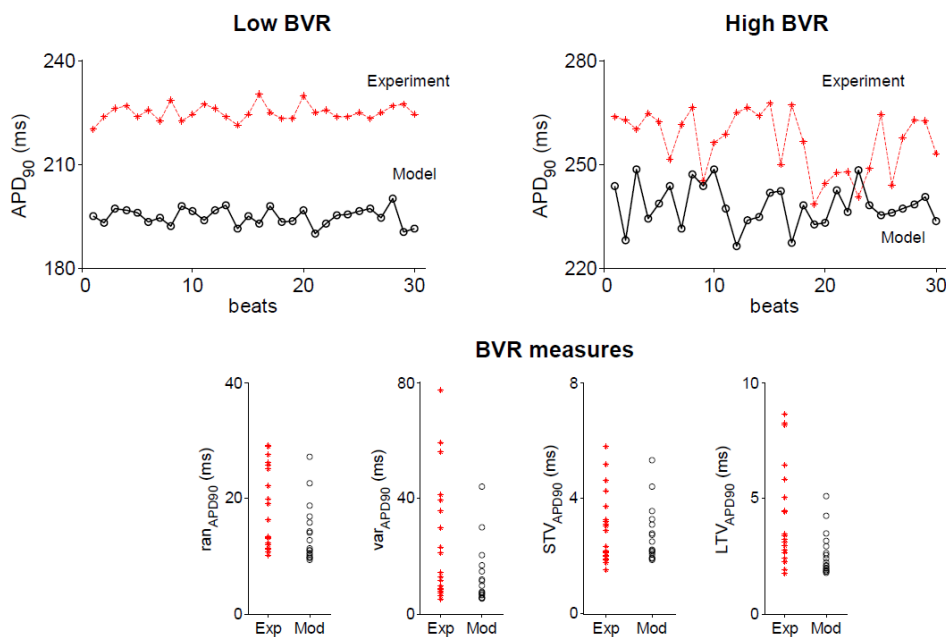 Low BVR
High BVR
240
210
180
APD90 (ms)
Experiment
Model
0 10 20 30
beats
280
250
220
APD90 (ms)
Experiment
Model
0 10 20 30
beats
BVR measures
40
20
0
ranAPD90 (ms)
Exp Mod
80
40
0
varAPD90 (ms)
Exp Mod
8
4
0
STVAPD90 (ms)
Exp Mod
10
5
0
LTVAPD90 (ms)
Exp Mod